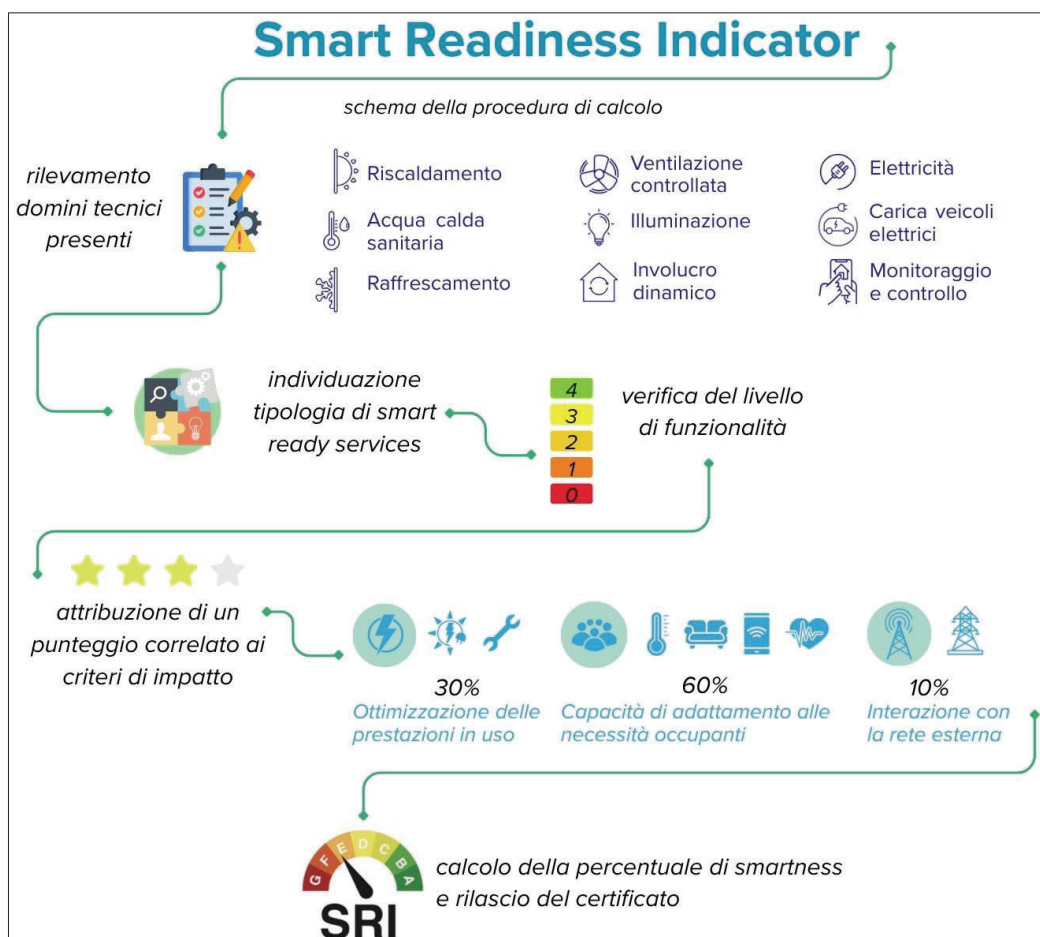 Smart Readiness Indicator
schema della procedura di calcolo
rilevamento
domini tecnici
presenti
Riscaldamento
Acqua calda
sanitaria
Raffrescamento
Ventilazione
controllata
Illuminazione
Involucro
dinamico
Elettricità
Carica veicoli
elettrici
Monitoraggio
e controllo
individuazione
tipologia di smart
ready services
4
3
2
1
0
verifica del livello
di funzionalità
attribuzione di un
punteggio correlato ai
criteri di impatto
30%
Ottimizzazione delle
prestazioni in uso
60%
Capacità di adattamento alle
necessità occupanti
10%
Interazione con
la rete esterna
G F E D C B A
SRI
calcolo della percentuale di smartness
e rilascio del certificato